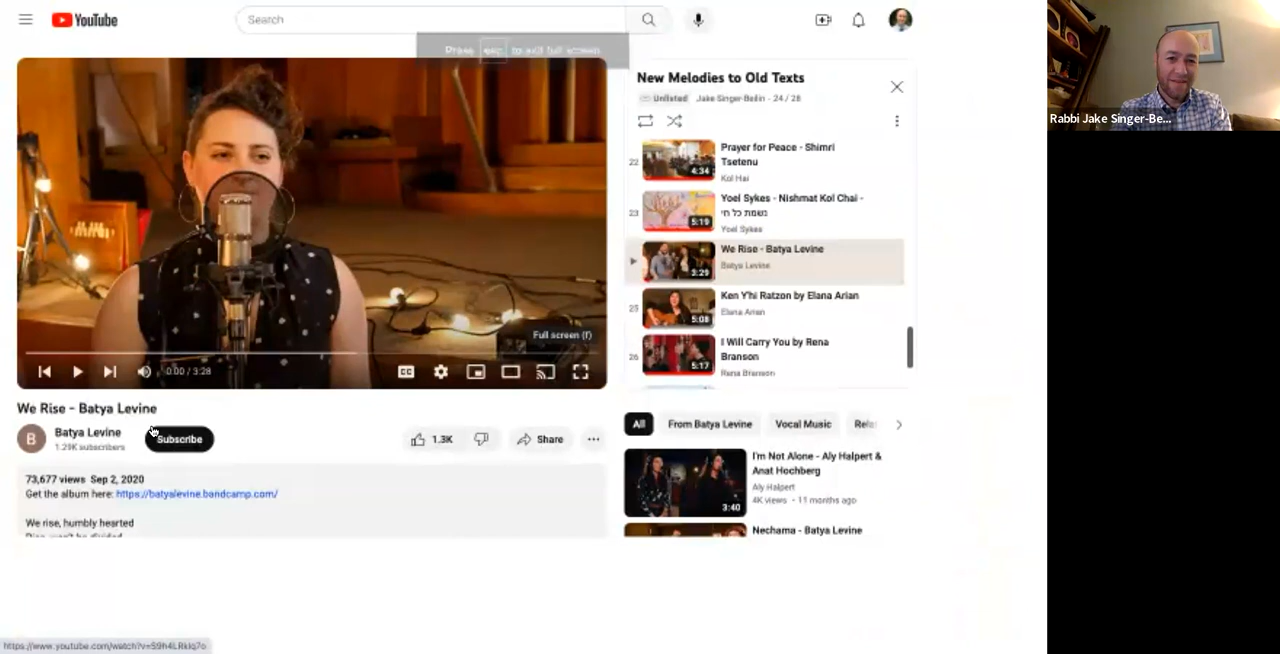 YouTube
Search
Press esc to exit full screen
Full screen (f)
0:00 / 3:28
CC
We Rise - Batya Levine
B
Batya Levine
1.29K subscribers
Subscribe
1.3K
Share
73,677 views Sep 2, 2020
Get the album here: https://batyalevine.bandcamp.com/
We rise, humbly hearted
Rise, won't be divided
New Melodies to Old Texts
Unlisted Jake Singer-Beilin - 24 / 28
22
4:34
Prayer for Peace - Shimri
Tsetenu
Kol Hai
23
5:19
Yoel Sykes - Nishmat Kol Chai -
נשמת כל חי
Yoel Sykes
3:29
We Rise - Batya Levine
Batya Levine
25
5:08
Ken Y'hi Ratzon by Elana Arian
Elana Arian
26
5:17
I Will Carry You by Rena
Branson
Rena Branson
All
From Batya Levine
Vocal Music
Rela
3:40
I'm Not Alone - Aly Halpert &
Anat Hochberg
Aly Halpert
4K views • 11 months ago
Nechama - Batya Levine
Rabbi Jake Singer-Be...